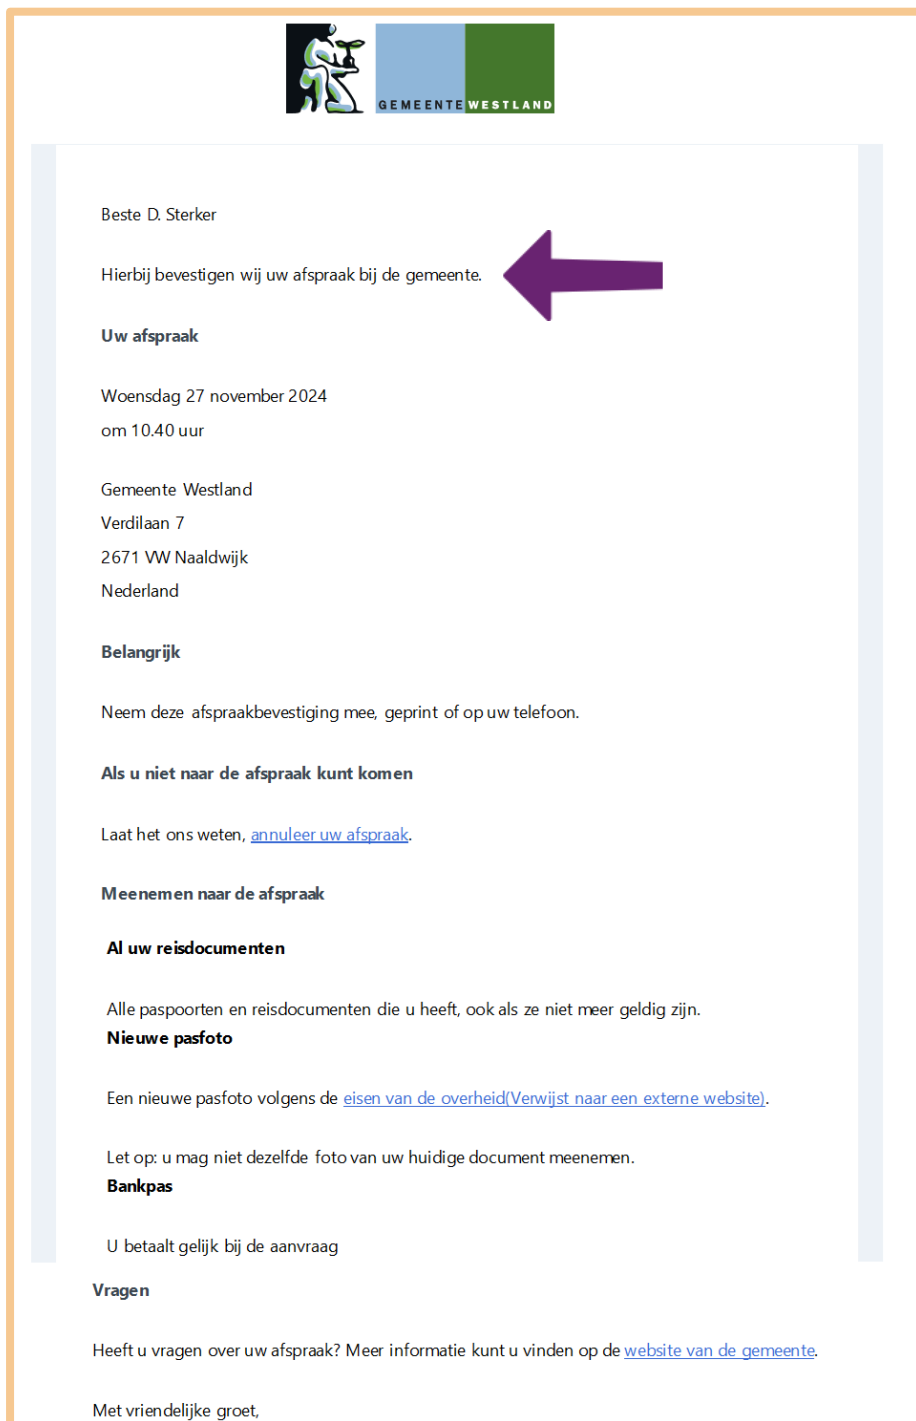 GEMEENTE WESTLAND
Beste D. Sterker
Hierbij bevestigen wij uw afspraak bij de gemeente.
Uw afspraak
Woensdag 27 november 2024
om 10.40 uur
Gemeente Westland
Verdilaan 7
2671 VW Naaldwijk
Nederland
Belangrijk
Neem deze afspraakbevestiging mee, geprint of op uw telefoon.
Als u niet naar de afspraak kunt komen
Laat het ons weten, annuleer uw afspraak.
Meenemen naar de afspraak
Al uw reisdocumenten
Alle paspoorten en reisdocumenten die u heeft, ook als ze niet meer geldig zijn.
Nieuwe pasfoto
Een nieuwe pasfoto volgens de eisen van de overheid(Verwijst naar een externe website).
Let op: u mag niet dezelfde foto van uw huidige document meenemen.
Bankpas
U betaalt gelijk bij de aanvraag
Vragen
Heeft u vragen over uw afspraak? Meer informatie kunt u vinden op de website van de gemeente.
Met vriendelijke groet,